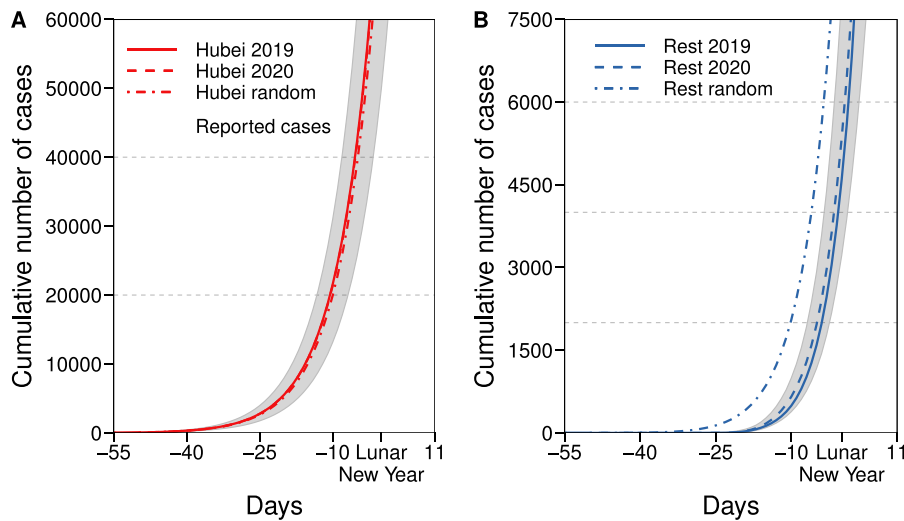 A
60000
50000
40000
30000
20000
10000
0
Cumulative number of cases
Hubei 2019
Hubei 2020
Hubei random
Reported cases
−55 −40 −25 −10 Lunar 11
New Year
Days
B
7500
6000
4500
3000
1500
0
Cumulative number of cases
Rest 2019
Rest 2020
Rest random
−55 −40 −25 −10 Lunar 11
New Year
Days